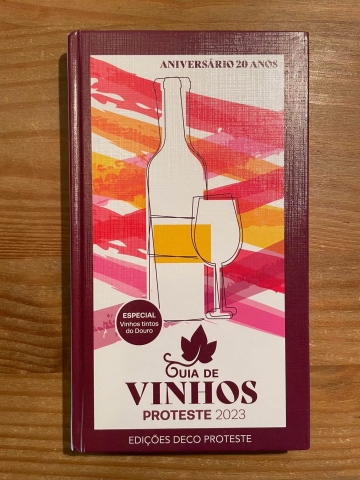 ANIVERSÁRIO 20 ANOS
ESPECIAL
Vinhos tintos
do Douro
GUIA DE
VINHOS
PROTESTE 2023
EDIÇÕES DECO PROTESTE